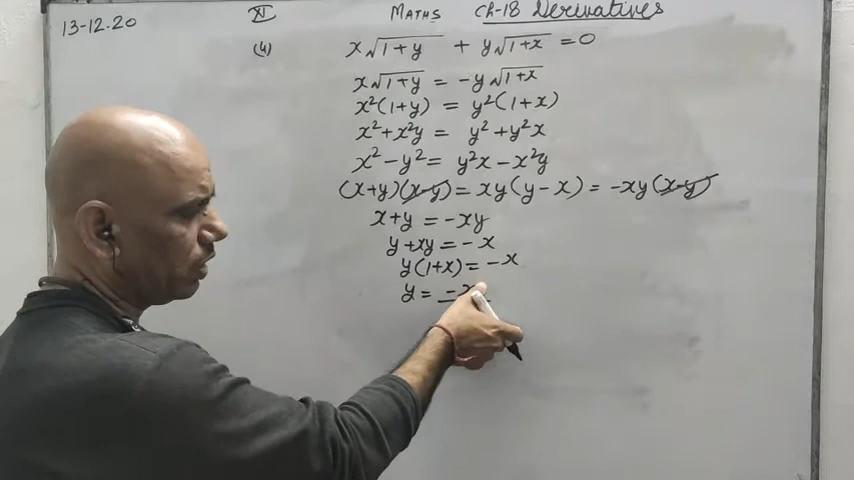 13-12-20 XI MATHS Ch-18 Derivatives
(4) x√(1+y) + y√(1+x) = 0
x√(1+y) = -y√(1+x)
x²(1+y) = y²(1+x)
x²+x²y = y²+y²x
x²-y² = y²x-x²y
(x+y)(x-y) = xy(y-x) = -xy(x-y)
x+y = -xy
y+xy = -x
y(1+x) = -x
y = -x